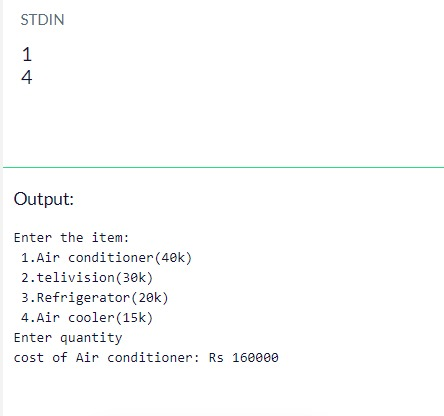 STDIN
1
4
Output:
Enter the item:
1.Air conditioner(40k)
2.telivision(30k)
3.Refrigerator(20k)
4.Air cooler(15k)
Enter quantity
cost of Air conditioner: Rs 160000